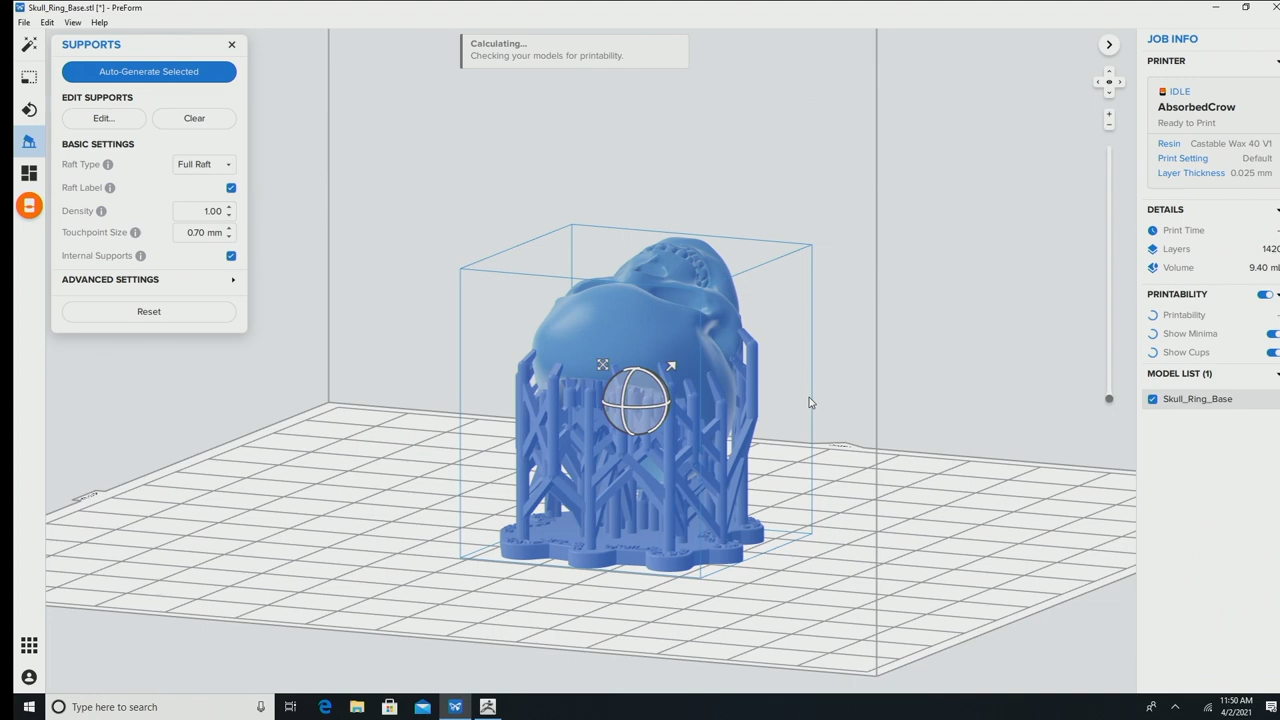 Skull_Ring_Base.stl [*] - PreForm
File Edit View Help
SUPPORTS
Auto-Generate Selected
EDIT SUPPORTS
Edit... Clear
BASIC SETTINGS
Raft Type Full Raft
Raft Label
Density 1.00
Touchpoint Size 0.70 mm
Internal Supports
ADVANCED SETTINGS
Reset
Calculating...
Checking your models for printability.
JOB INFO
PRINTER
IDLE
AbsorbedCrow
Ready to Print
Resin Castable Wax 40 V1
Print Setting Default
Layer Thickness 0.025 mm
DETAILS
Print Time -
Layers 1420
Volume 9.40 mL
PRINTABILITY
Printability -
Show Minima
Show Cups
MODEL LIST (1)
Skull_Ring_Base
Type here to search
11:50 AM
4/2/2021